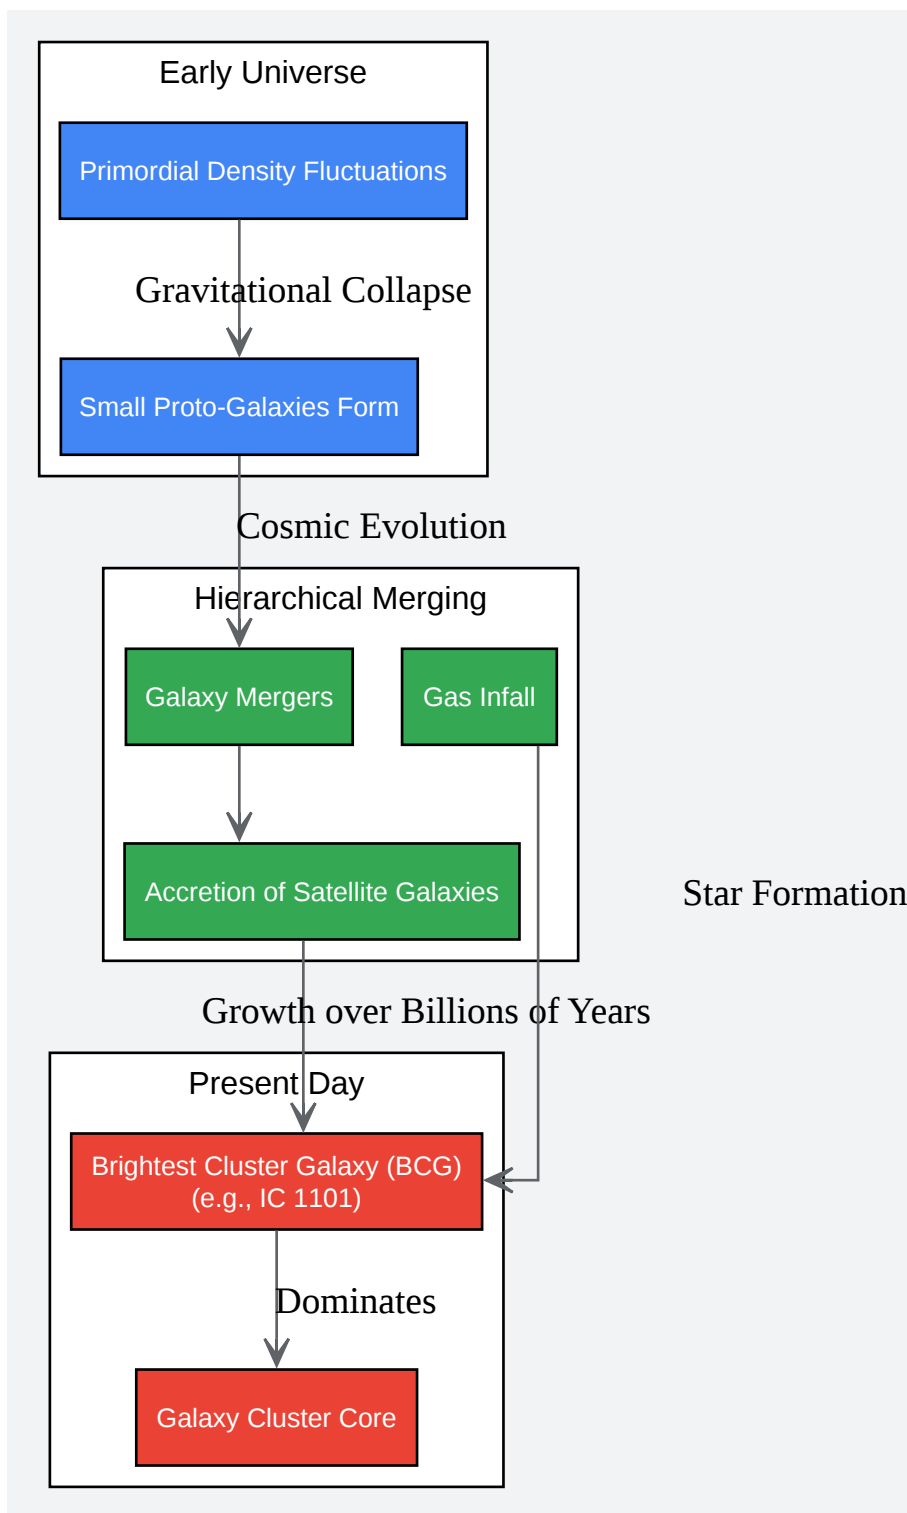 Early Universe
Primordial Density Fluctuations
Gravitational Collapse
Small Proto-Galaxies Form
Cosmic Evolution
Hierarchical Merging
Galaxy Mergers
Gas Infall
Accretion of Satellite Galaxies
Star Formation
Growth over Billions of Years
Present Day
Brightest Cluster Galaxy (BCG)
(e.g., IC 1101)
Dominates
Galaxy Cluster Core